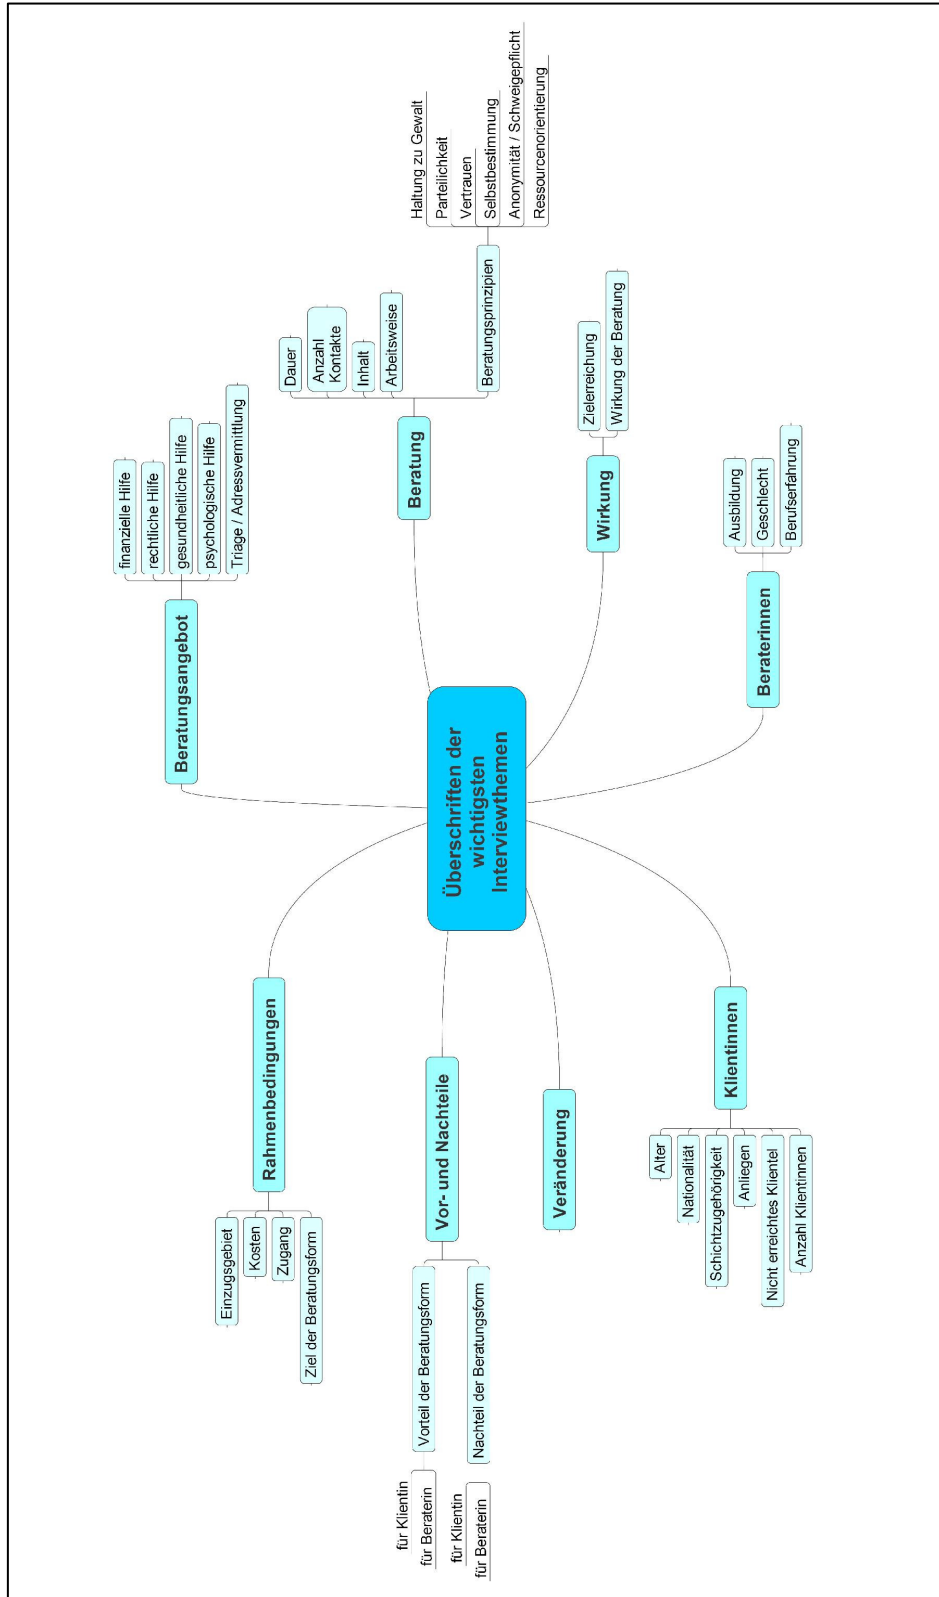 Überschriften der
wichtigsten
Interviewthemen
Beratungsangebot
finanzielle Hilfe
rechtliche Hilfe
gesundheitliche Hilfe
psychologische Hilfe
Triage / Adressvermittlung
Beratung
Dauer
Anzahl
Kontakte
Inhalt
Arbeitsweise
Beratungsprinzipien
Haltung zu Gewalt
Parteilichkeit
Vertrauen
Selbstbestimmung
Anonymität / Schweigepflicht
Ressourcenorientierung
Wirkung
Zielerreichung
Wirkung der Beratung
Beraterinnen
Ausbildung
Geschlecht
Berufserfahrung
Rahmenbedingungen
Einzugsgebiet
Kosten
Zugang
Ziel der Beratungsform
Vor- und Nachteile
Vorteil der Beratungsform
für Klientin
für Beraterin
Nachteil der Beratungsform
für Klientin
für Beraterin
Veränderung
Klientinnen
Alter
Nationalität
Schichtzugehörigkeit
Anliegen
Nicht erreichtes Klientel
Anzahl Klientinnen